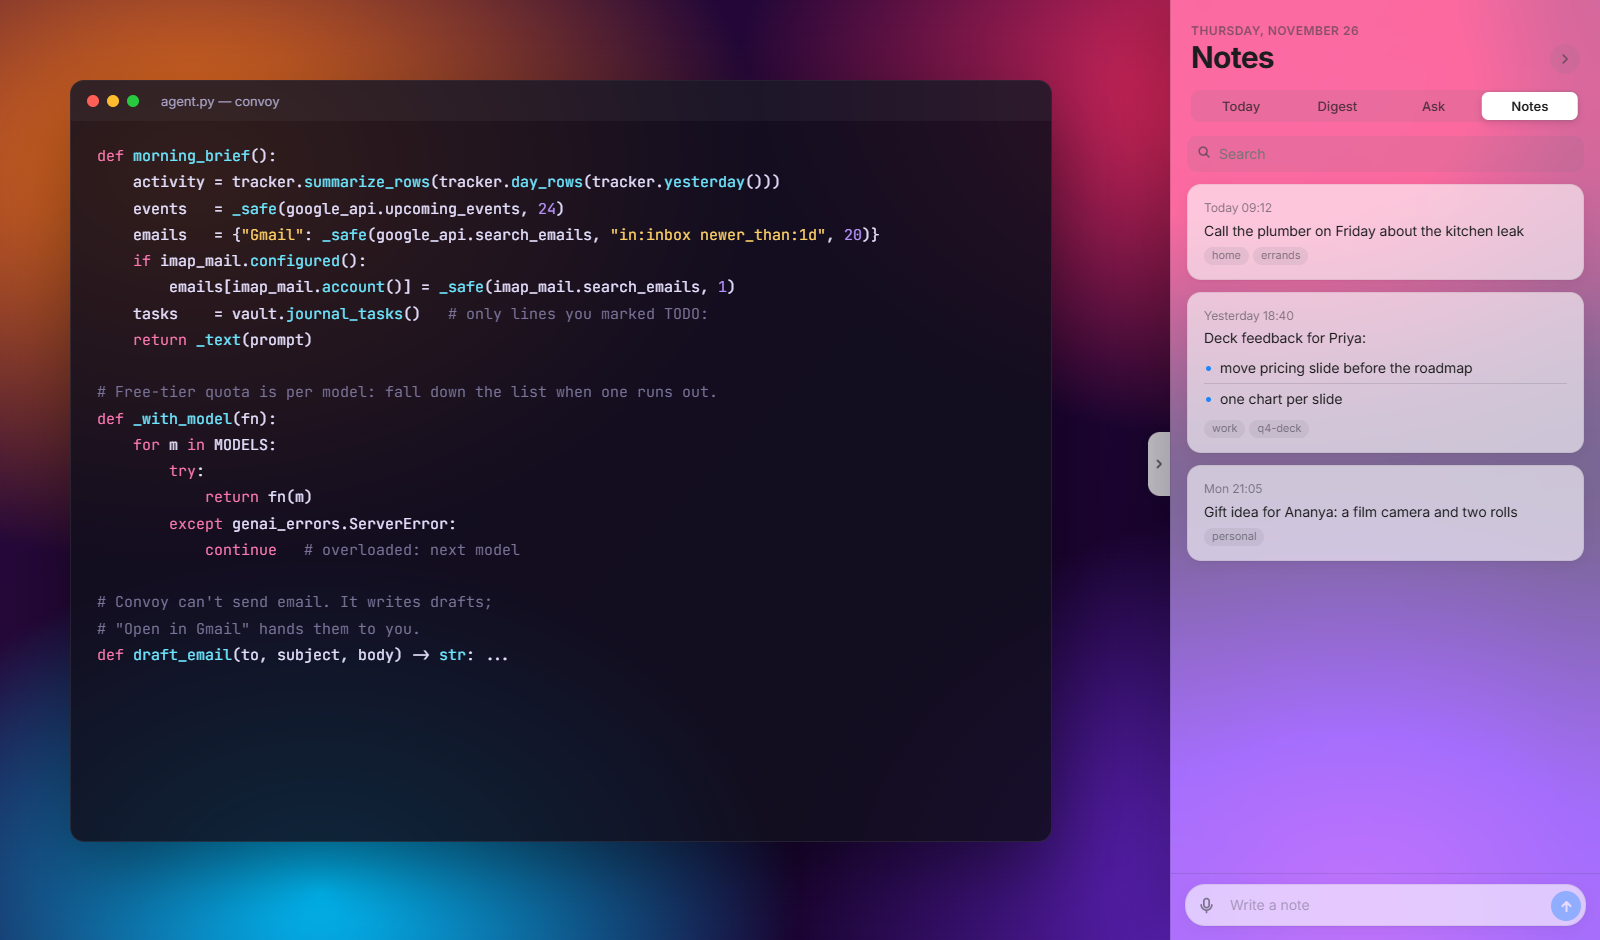 agent.py — convoy
def morning_brief():
    activity = tracker.summarize_rows(tracker.day_rows(tracker.yesterday()))
    events   = _safe(google_api.upcoming_events, 24)
    emails   = {"Gmail": _safe(google_api.search_emails, "in:inbox newer_than:1d", 20)}
    if imap_mail.configured():
        emails[imap_mail.account()] = _safe(imap_mail.search_emails, 1)
    tasks    = vault.journal_tasks()   # only lines you marked TODO:
    return _text(prompt)
# Free-tier quota is per model: fall down the list when one runs out.
def _with_model(fn):
    for m in MODELS:
        try:
            return fn(m)
        except genai_errors.ServerError:
            continue   # overloaded: next model
# Convoy can't send email. It writes drafts;
# "Open in Gmail" hands them to you.
def draft_email(to, subject, body) -> str: ...
THURSDAY, NOVEMBER 26
Notes
Today Digest Ask Notes
Search
Today 09:12
Call the plumber on Friday about the kitchen leak
home errands
Yesterday 18:40
Deck feedback for Priya:
• move pricing slide before the roadmap
• one chart per slide
work q4-deck
Mon 21:05
Gift idea for Ananya: a film camera and two rolls
personal
Write a note